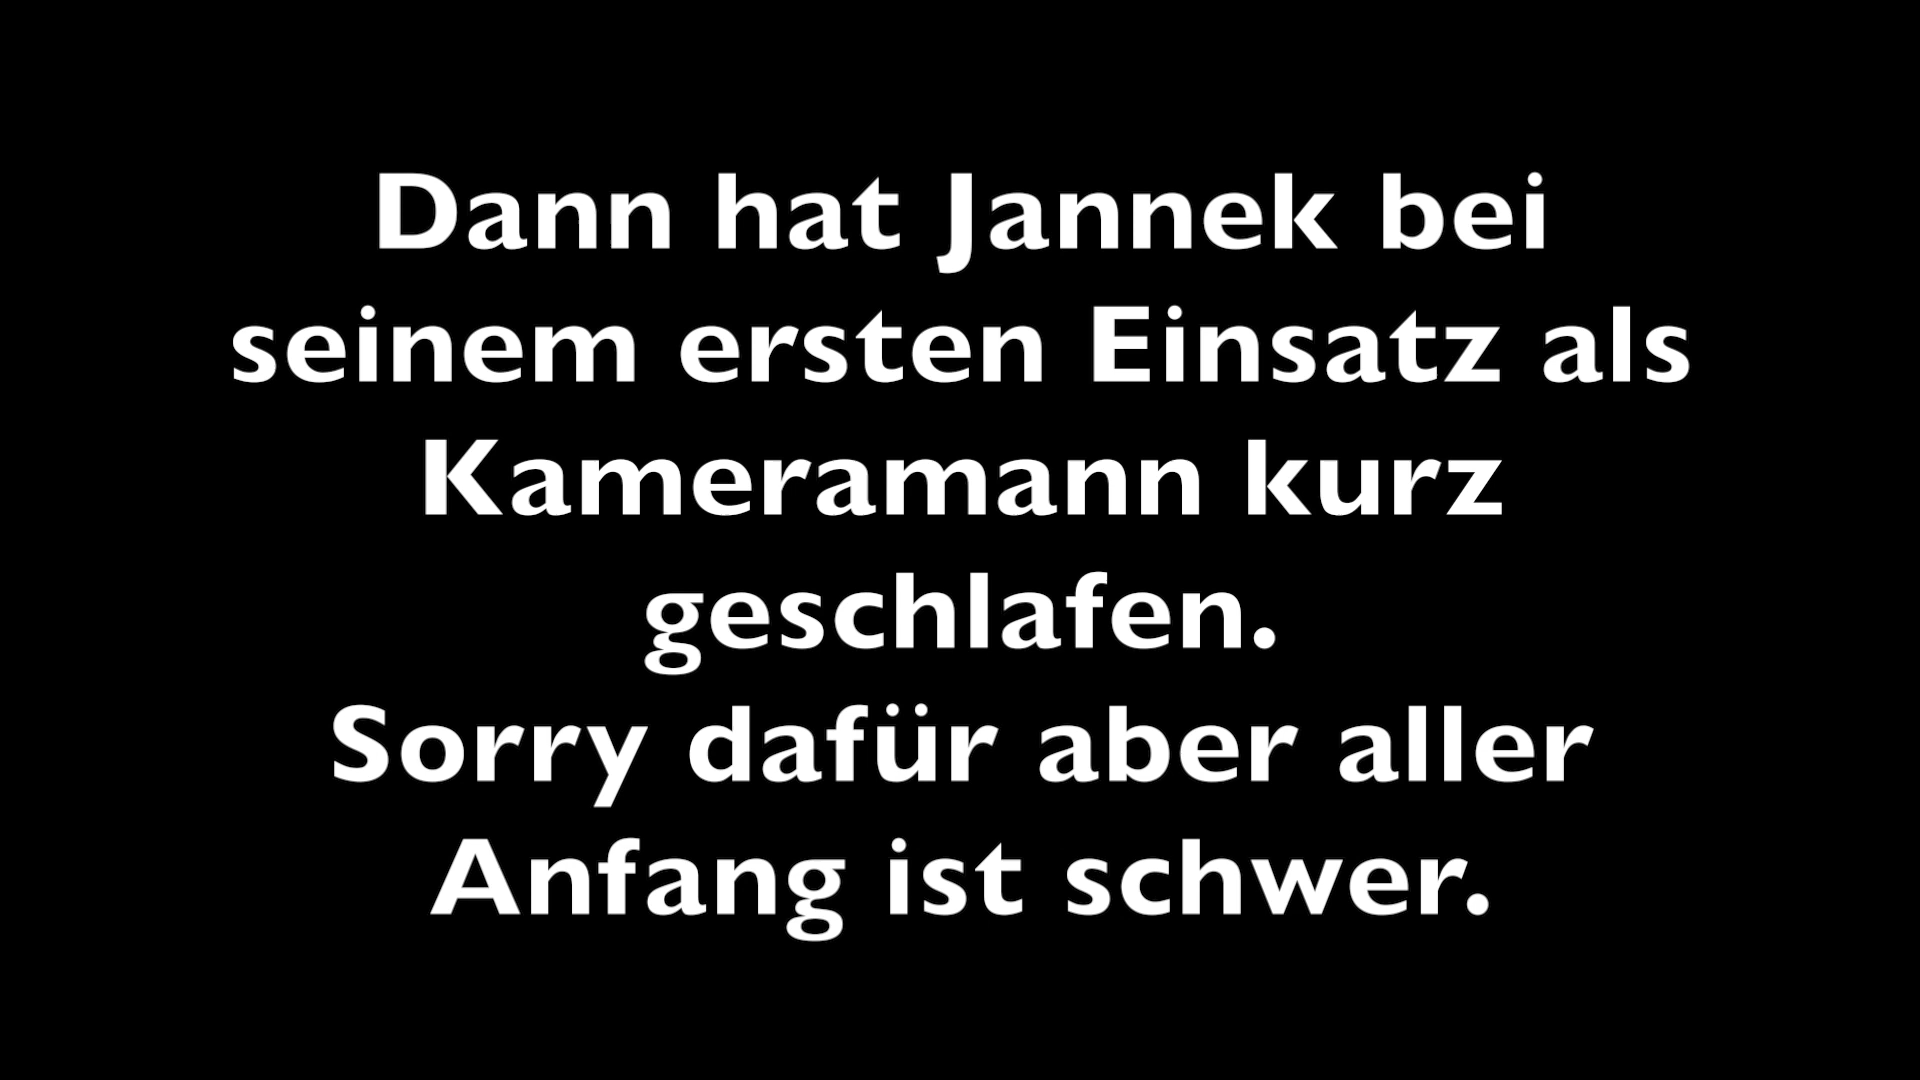 Dann hat Jannek bei
seinem ersten Einsatz als
Kameramann kurz
geschlafen.
Sorry dafür aber aller
Anfang ist schwer.